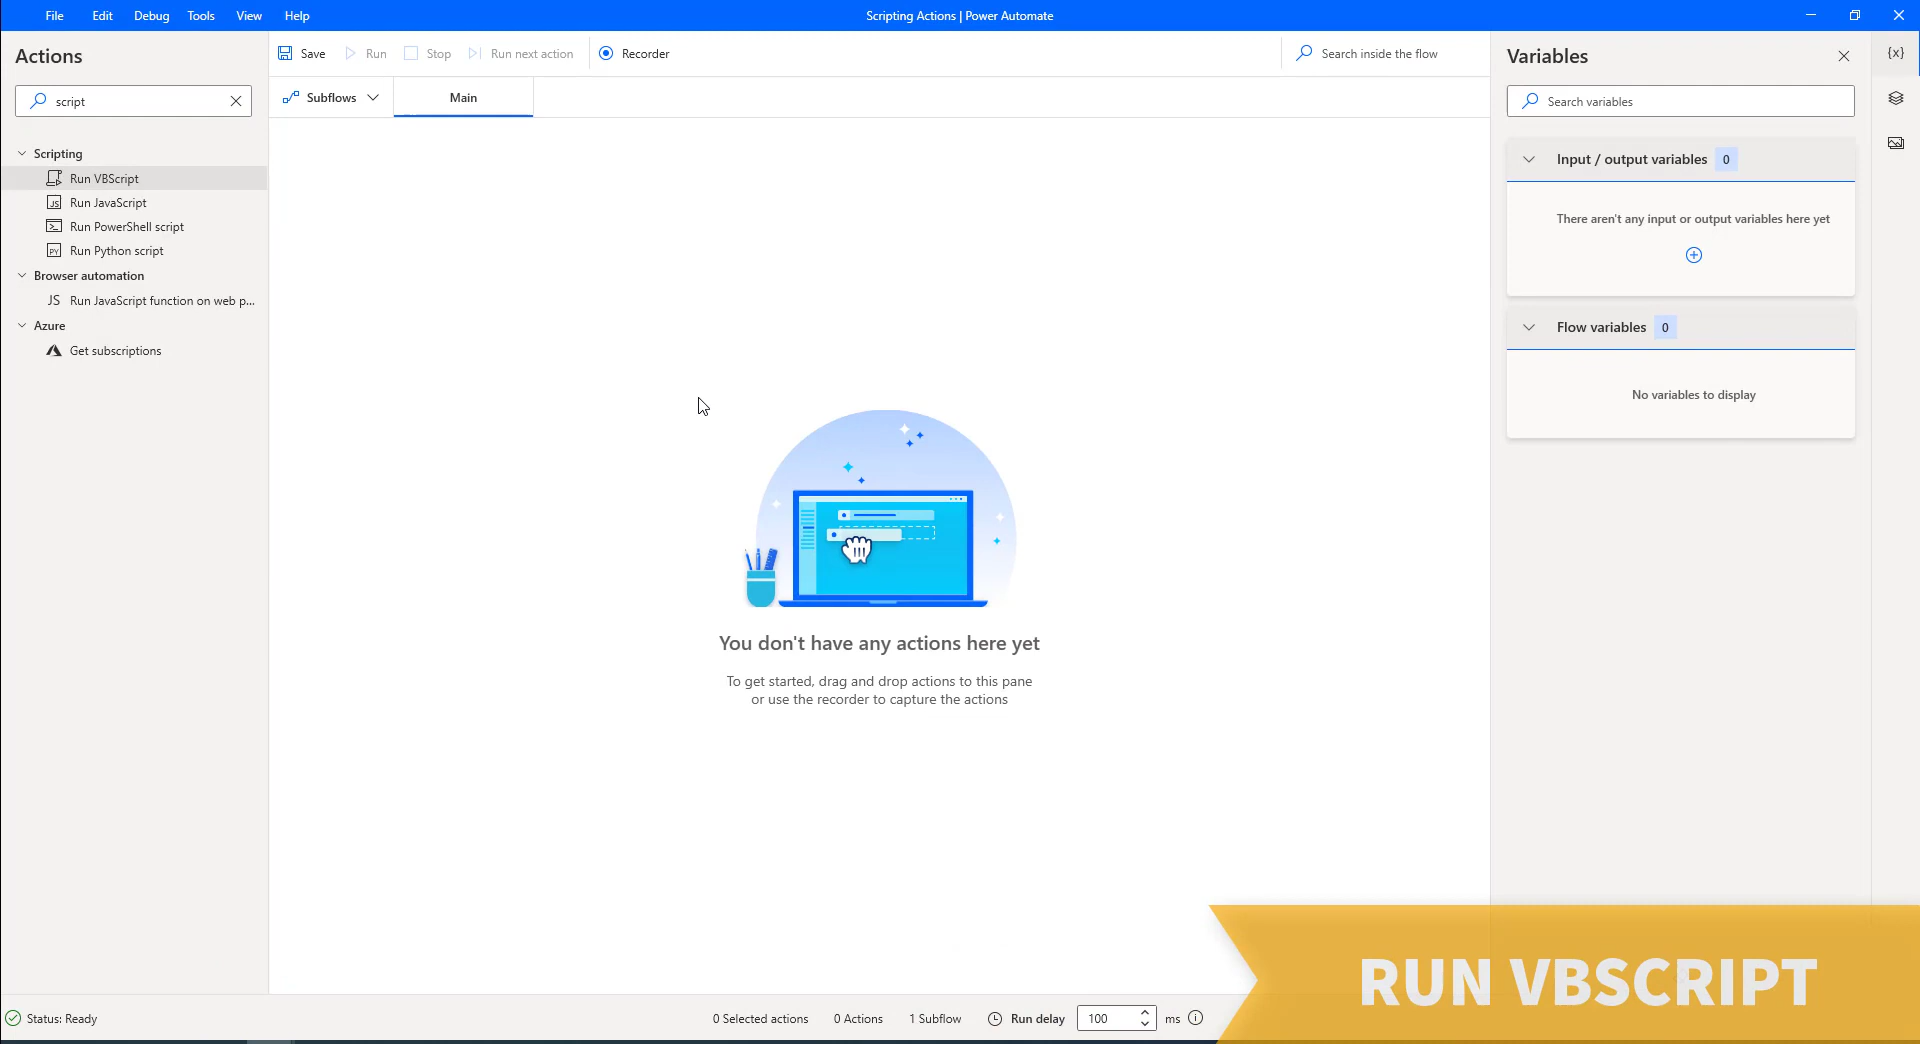 File Edit Debug Tools View Help
Scripting Actions | Power Automate
Actions
script
Scripting
Run VBScript
JS Run JavaScript
Run PowerShell script
PY Run Python script
Browser automation
JS Run JavaScript function on web p...
Azure
Get subscriptions
Save Run Stop Run next action Recorder
Search inside the flow
Subflows Main
You don't have any actions here yet
To get started, drag and drop actions to this pane
or use the recorder to capture the actions
Variables
{x}
Search variables
Input / output variables 0
There aren't any input or output variables here yet
Flow variables 0
No variables to display
RUN VBSCRIPT
Status: Ready
0 Selected actions 0 Actions 1 Subflow Run delay 100 ms